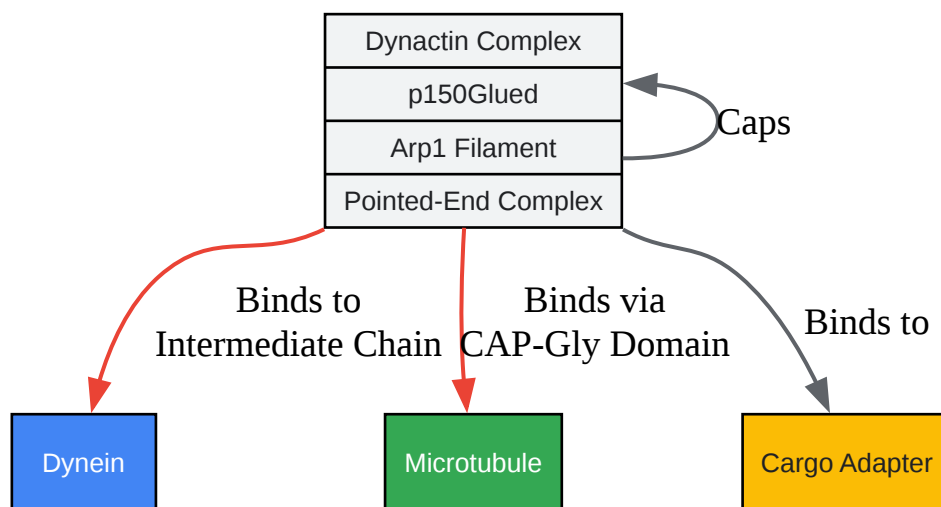 Dynactin Complex
p150Glued
Arp1 Filament
Pointed-End Complex
Caps
Binds to
Intermediate Chain
Binds via
CAP-Gly Domain
Binds to
Dynein
Microtubule
Cargo Adapter